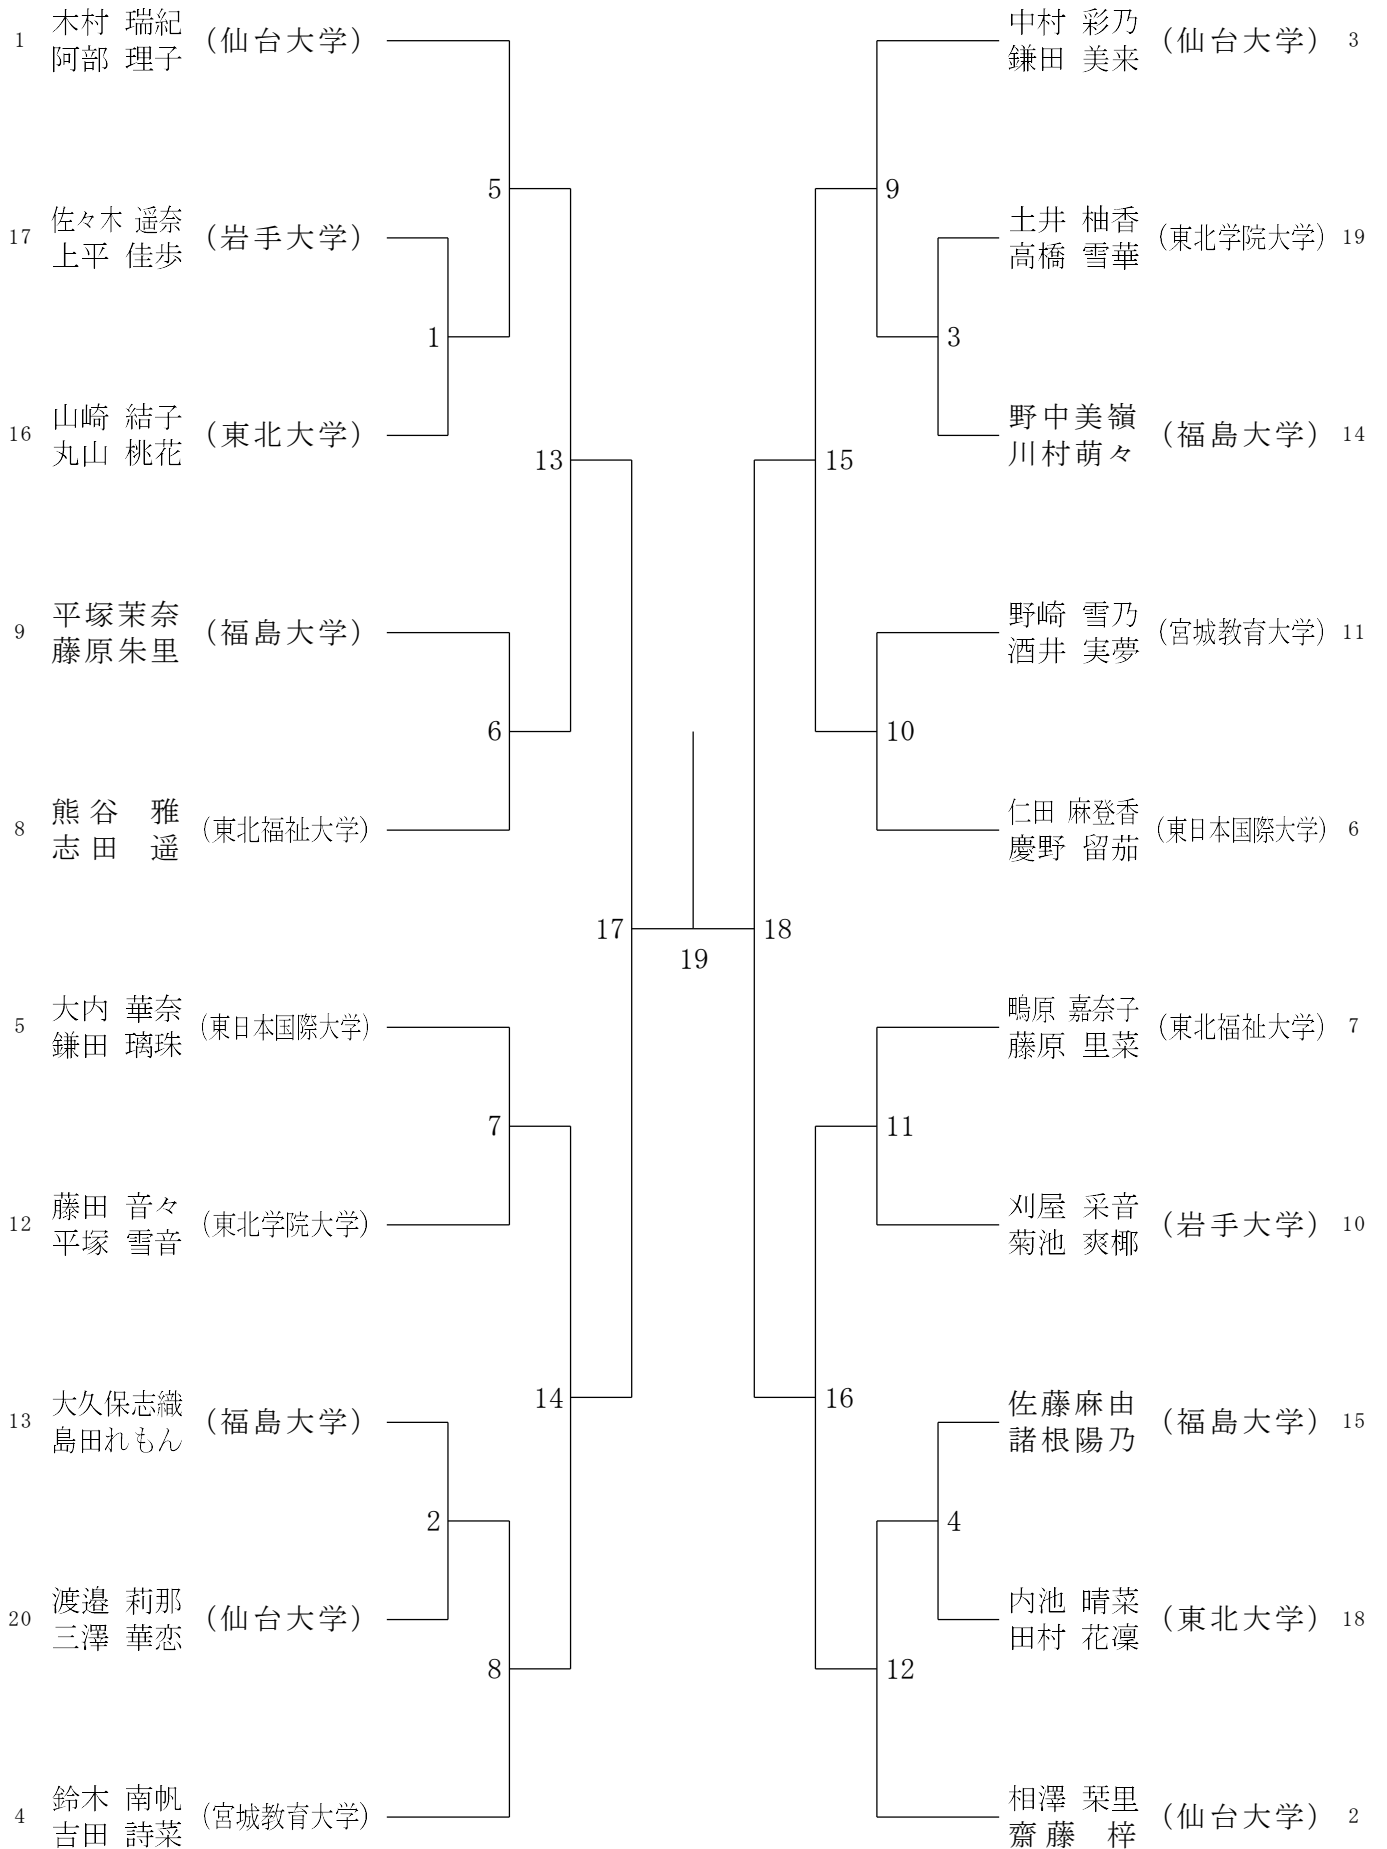 1 木村 瑞紀 (仙台大学)
阿部 理子
17 佐々木 遥奈 (岩手大学)
上平 佳歩
16 山崎 結子 (東北大学)
丸山 桃花
9 平塚茉奈 (福島大学)
藤原朱里
8 熊谷 雅 (東北福祉大学)
志田 遥
5 大内 華奈 (東日本国際大学)
鎌田 璃珠
12 藤田 音々 (東北学院大学)
平塚 雪音
13 大久保志織 (福島大学)
島田れもん
20 渡邉 莉那 (仙台大学)
三澤 華恋
4 鈴木 南帆 (宮城教育大学)
吉田 詩菜
5
1
13
6
17
7
14
2
8
19
9
3
15
10
18
11
16
4
12
中村 彩乃 (仙台大学) 3
鎌田 美来
土井 柚香 (東北学院大学) 19
高橋 雪華
野中美嶺 (福島大学) 14
川村萌々
野崎 雪乃 (宮城教育大学) 11
酒井 実夢
仁田 麻登香 (東日本国際大学) 6
慶野 留茄
鴫原 嘉奈子 (東北福祉大学) 7
藤原 里菜
刈屋 采音 (岩手大学) 10
菊池 爽椰
佐藤麻由 (福島大学) 15
諸根陽乃
内池 晴菜 (東北大学) 18
田村 花凜
相澤 栞里 (仙台大学) 2
齋藤 梓